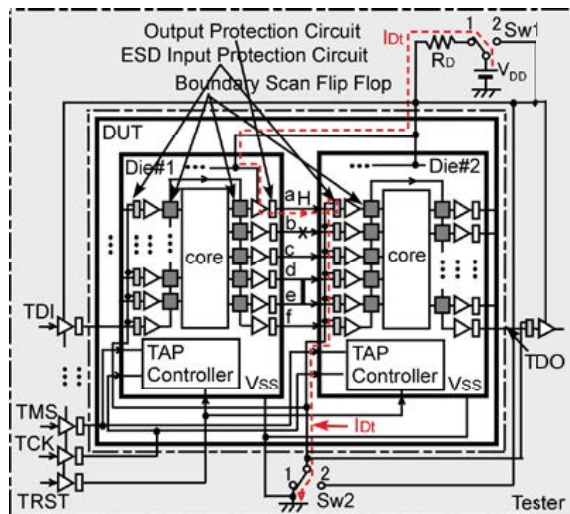 Output Protection Circuit
ESD Input Protection Circuit
Boundary Scan Flip Flop
IDt
1
2
Sw1
RD
VDD
DUT
Die#1
Die#2
a
H
b
x
c
d
e
f
core
core
TDI
TAP
Controller
VSS
TAP
Controller
VSS
TDO
TMS
TCK
TRST
IDt
1
2
Sw2
Tester